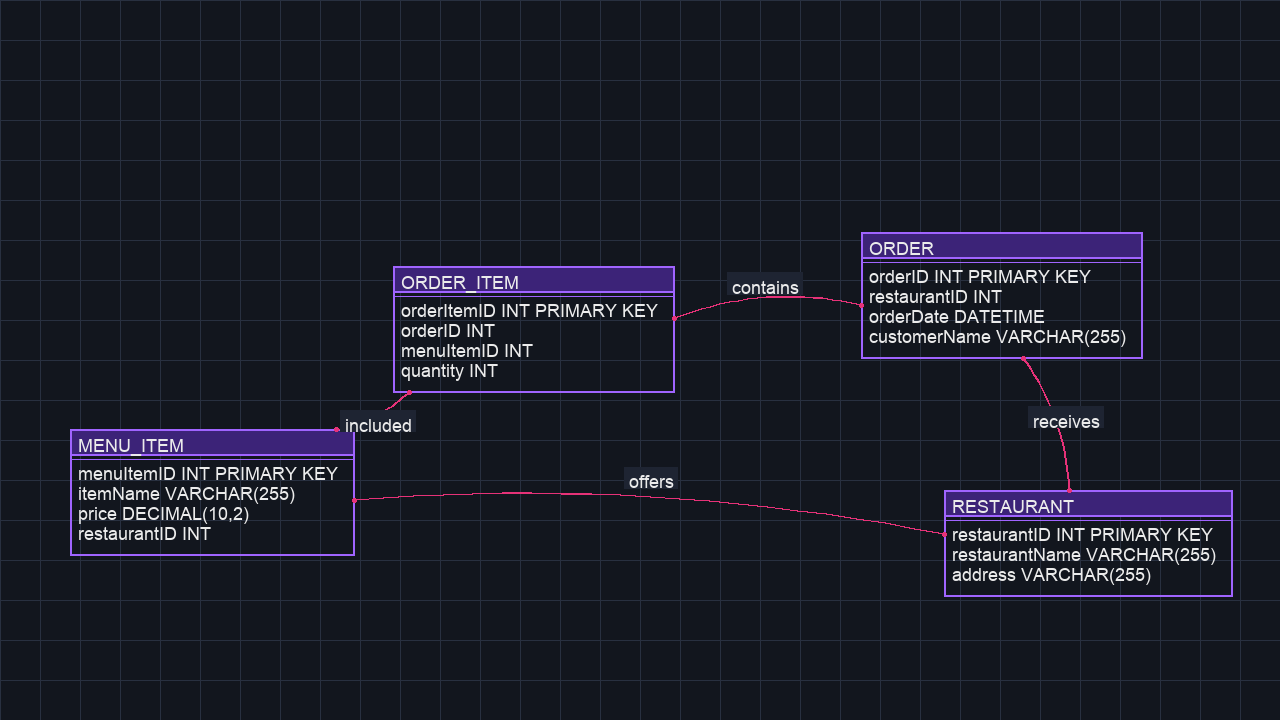 ORDER
orderID INT PRIMARY KEY
restaurantID INT
orderDate DATETIME
customerName VARCHAR(255)
ORDER_ITEM
orderItemID INT PRIMARY KEY
orderID INT
menuItemID INT
quantity INT
contains
included
receives
MENU_ITEM
menuItemID INT PRIMARY KEY
itemName VARCHAR(255)
price DECIMAL(10,2)
restaurantID INT
offers
RESTAURANT
restaurantID INT PRIMARY KEY
restaurantName VARCHAR(255)
address VARCHAR(255)